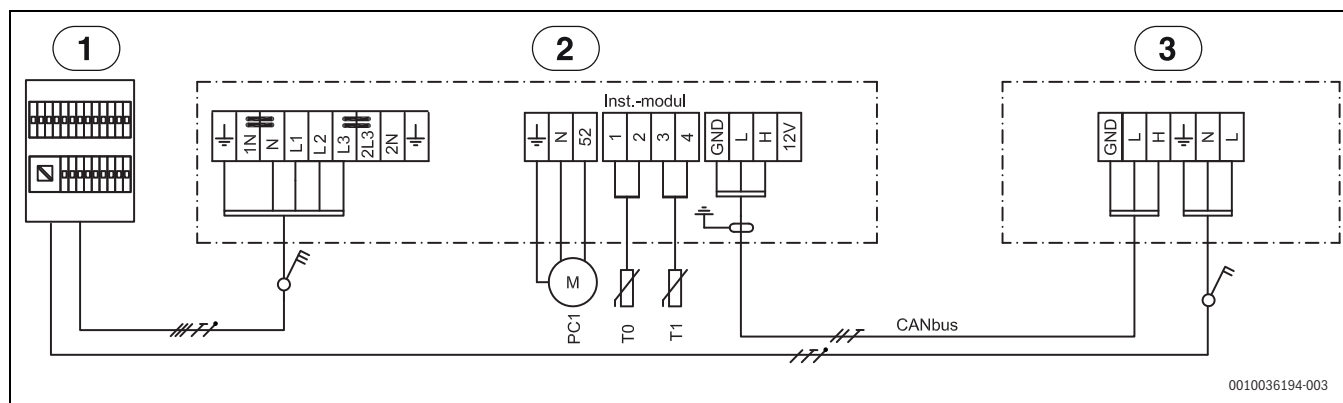 1
2
3
Inst.-modul
1N
N
L1
L2
L3
2L3
2N
N
52
1
2
3
4
GND
L
H
12V
GND
L
H
N
L
M
PC1
T0
T1
CANbus
0010036194-003